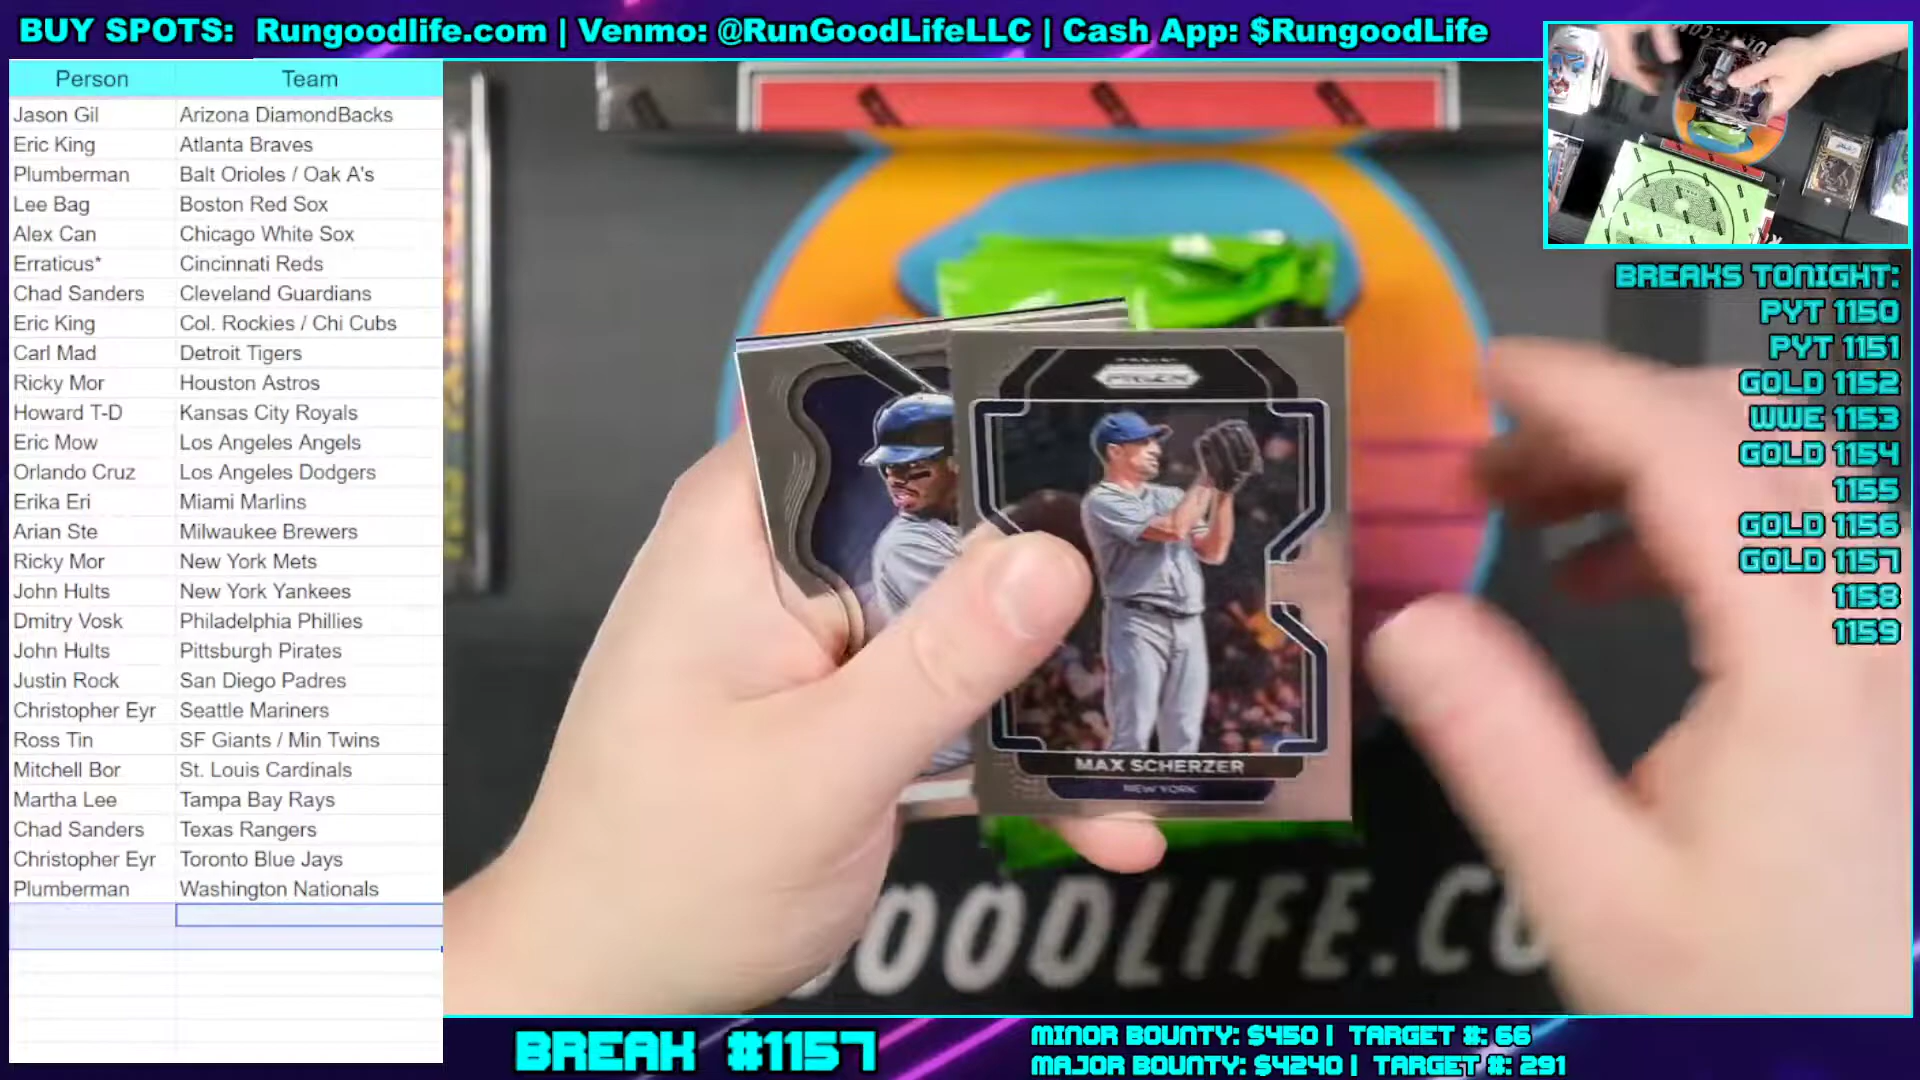 BUY SPOTS: Rungoodlife.com | Venmo: @RunGoodLifeLLC | Cash App: $RungoodLife
Person Team
Jason Gil Arizona DiamondBacks
Eric King Atlanta Braves
Plumberman Balt Orioles / Oak A's
Lee Bag Boston Red Sox
Alex Can Chicago White Sox
Erraticus* Cincinnati Reds
Chad Sanders Cleveland Guardians
Eric King Col. Rockies / Chi Cubs
Carl Mad Detroit Tigers
Ricky Mor Houston Astros
Howard T-D Kansas City Royals
Eric Mow Los Angeles Angels
Orlando Cruz Los Angeles Dodgers
Erika Eri Miami Marlins
Arian Ste Milwaukee Brewers
Ricky Mor New York Mets
John Hults New York Yankees
Dmitry Vosk Philadelphia Phillies
John Hults Pittsburgh Pirates
Justin Rock San Diego Padres
Christopher Eyr Seattle Mariners
Ross Tin SF Giants / Min Twins
Mitchell Bor St. Louis Cardinals
Martha Lee Tampa Bay Rays
Chad Sanders Texas Rangers
Christopher Eyr Toronto Blue Jays
Plumberman Washington Nationals
PRIZM
MAX SCHERZER
NEW YORK
OODLIFE.CO
BREAKS TONIGHT:
PYT 1150
PYT 1151
GOLD 1152
WWE 1153
GOLD 1154
1155
GOLD 1156
GOLD 1157
1158
1159
BREAK #1157
MINOR BOUNTY: $450 | TARGET #: 66
MAJOR BOUNTY: $4240 | TARGET #: 291